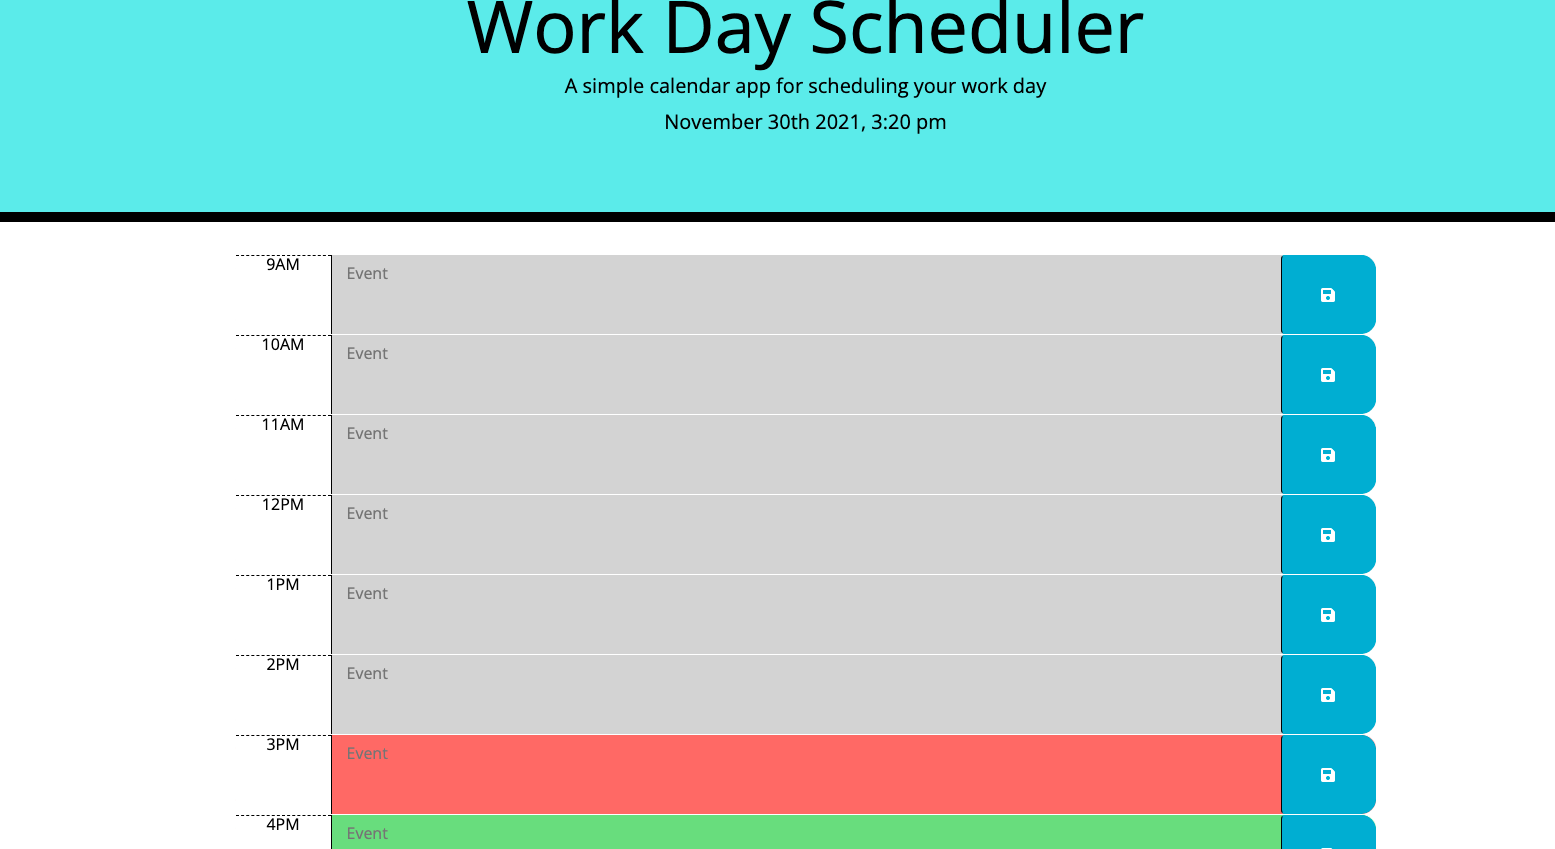 Work Day Scheduler
A simple calendar app for scheduling your work day
November 30th 2021, 3:20 pm
9AM
Event
10AM
Event
11AM
Event
12PM
Event
1PM
Event
2PM
Event
3PM
Event
4PM
Event